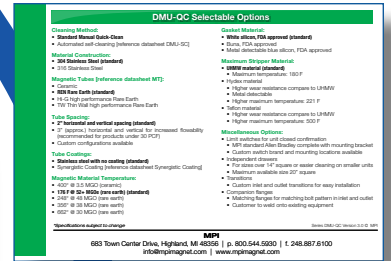 DMU-QC Selectable Options
Cleaning Method:
• Standard Manual Quick-Clean
• Automated self-cleaning [reference datasheet DMU-SC]
Material Construction:
• 304 Stainless Steel (standard)
• 316 Stainless Steel
Magnetic Tubes [reference datasheet MT]:
• Ceramic
• REN Rare Earth (standard)
• Hi-G high performance Rare Earth
• TW Thin Wall high performance Rare Earth
Tube Spacing:
• 2" horizontal and vertical spacing (standard)
• 3" (approx.) horizontal and vertical for increased flowability (recommended for products under 30 PCF)
• Custom configurations available
Tube Coatings:
• Stainless steel with no coating (standard)
• Synergistic Coating [reference datasheet Synergistic Coating]
Magnetic Material Temperature:
• 400° @ 3.5 MGO (ceramic)
• 176 F @ 52+ MGOe (rare earth) (standard)
• 248° @ 48 MGO (rare earth)
• 356° @ 38 MGO (rare earth)
• 662° @ 30 MGO (rare earth)
Gasket Material:
• White silicon, FDA approved (standard)
• Buna, FDA approved
• Metal detectable blue silicon, FDA approved
Maximum Stripper Material:
• UHMW material (standard)
• Maximum temperature: 180 F
• Hydex material
• Higher wear resistance compare to UHMW
• Metal detectable
• Higher maximum temperature: 221 F
• Teflon material
• Higher wear resistance compare to UHMW
• Higher maximum temperature: 500 F
Miscellaneous Options:
• Limit switches for unit closed confirmation
• MPI standard Allen Bradley complete with mounting bracket
• Custom switch brand and mounting locations available
• Independent drawers
• For sizes over 14" square or easier cleaning on smaller units
• Maximum available size 20" square
• Transitions
• Custom inlet and outlet transitions for easy installation
• Companion flanges
• Matching flanges for matching bolt pattern in inlet and outlet
• Customer to weld onto existing equipment
*Specifications subject to change
Series DMU-QC Version 3.0 © MPI
MPI
683 Town Center Drive, Highland, MI 48356 | p. 800.544.5930 | f. 248.887.6100
info@mpimagnet.com | www.mpimagnet.com